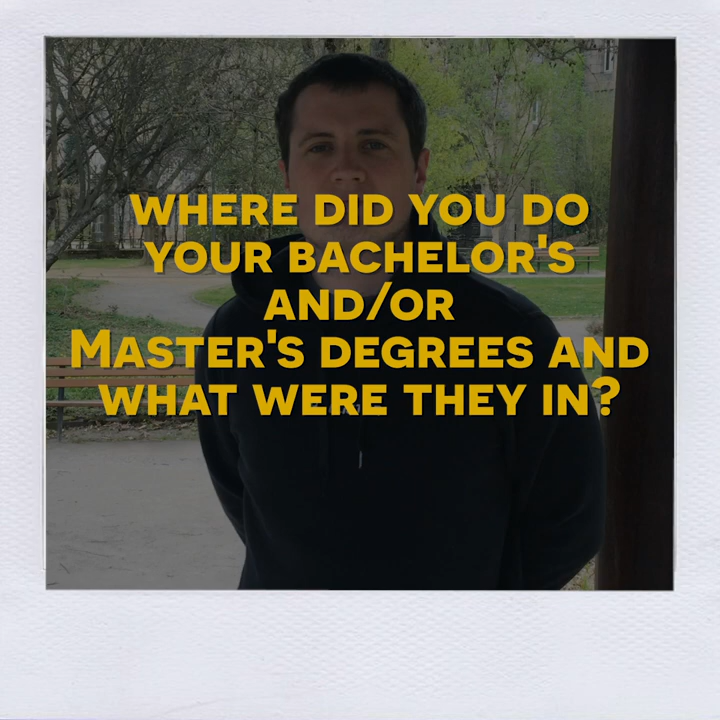 WHERE DID YOU DO
YOUR BACHELOR'S
AND/OR
MASTER'S DEGREES AND
WHAT WERE THEY IN?